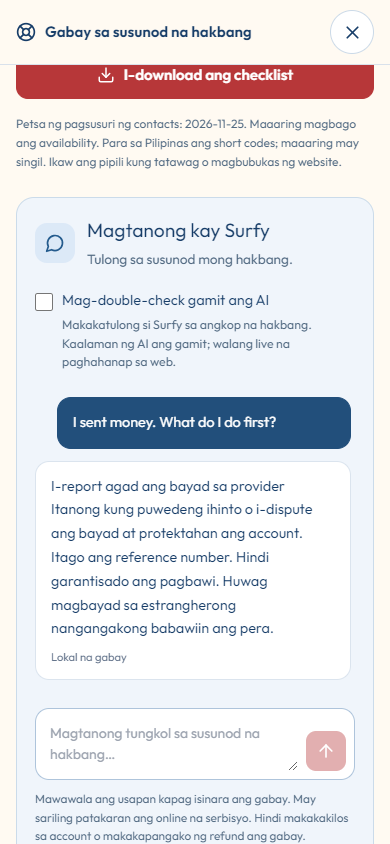 Gabay sa susunod na hakbang
I-download ang checklist
Petsa ng pagsusuri ng contacts: 2026-11-25. Maaaring magbago
ang availability. Para sa Pilipinas ang short codes; maaaring may
singil. Ikaw ang pipili kung tatawag o magbubukas ng website.
Magtanong kay Surfy
Tulong sa susunod mong hakbang.
Mag-double-check gamit ang AI
Makakatulong si Surfy sa angkop na hakbang.
Kaalaman ng AI ang gamit; walang live na
paghahanap sa web.
I sent money. What do I do first?
I-report agad ang bayad sa provider
Itanong kung puwedeng ihinto o i-dispute
ang bayad at protektahan ang account.
Itago ang reference number. Hindi
garantisado ang pagbawi. Huwag
magbayad sa estrangherong
nangangakong babawiin ang pera.
Lokal na gabay
Magtanong tungkol sa susunod na
hakbang...
Mawawala ang usapan kapag isinara ang gabay. May
sariling patakaran ang online na serbisyo. Hindi makakakilos
sa account o makakapangako ng refund ang gabay.